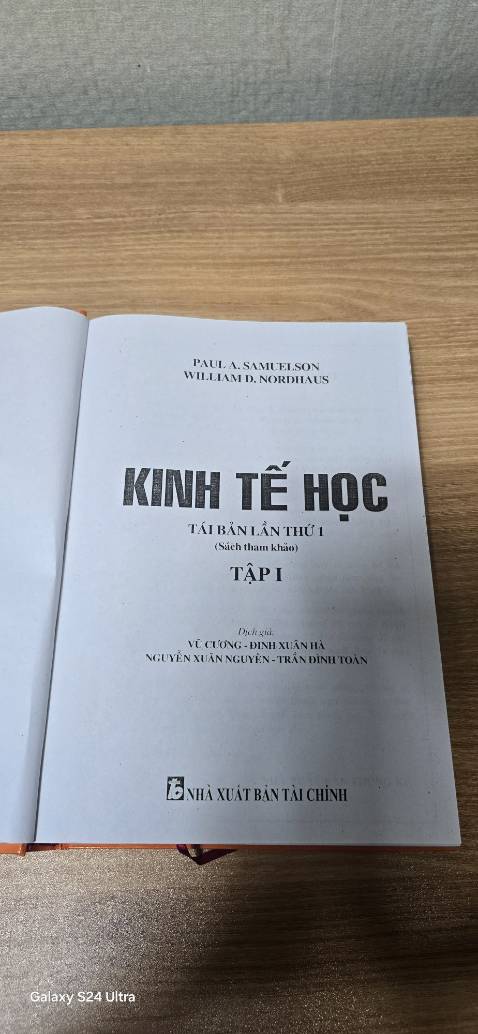 PAUL A. SAMUELSON
WILLIAM D. NORDHAUS
KINH TẾ HỌC
TÁI BẢN LẦN THỨ 1
(Sách tham khảo)
TẬP I
Dịch giả:
VŨ CƯƠNG - ĐINH XUÂN HÀ
NGUYỄN XUÂN NGUYÊN - TRẦN ĐÌNH TOÀN
NHÀ XUẤT BẢN TÀI CHÍNH
Galaxy S24 Ultra